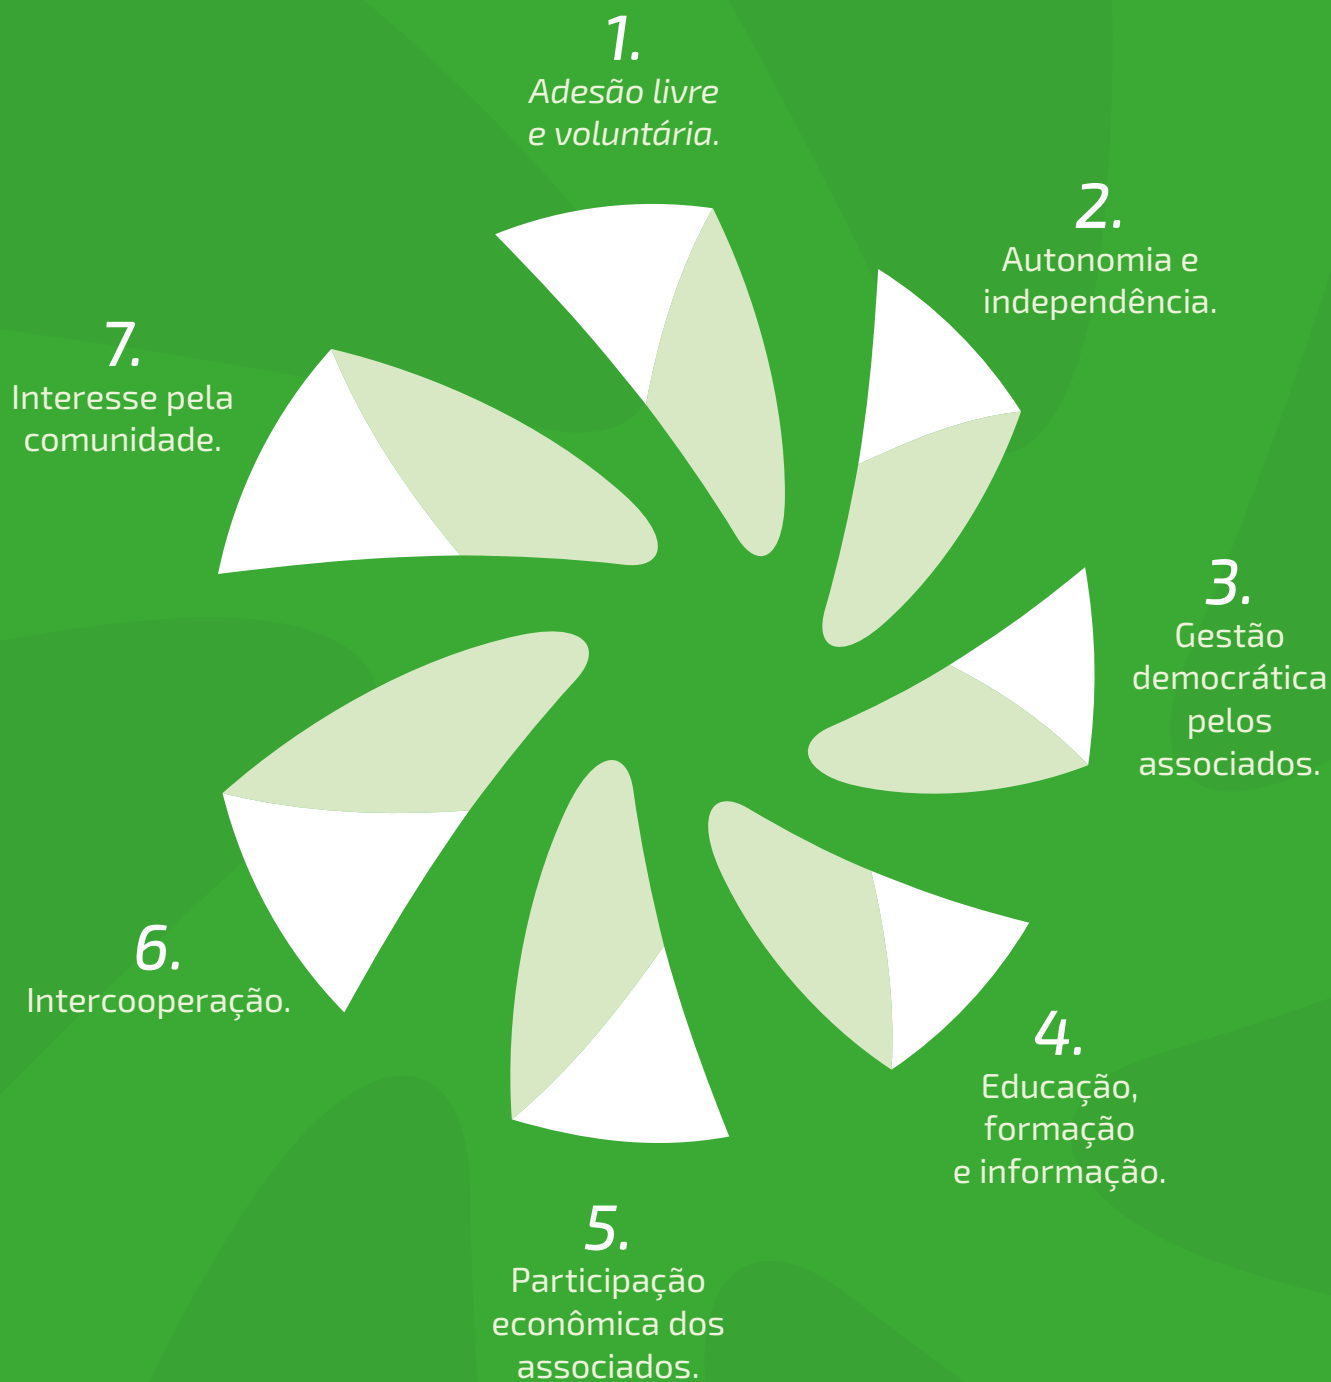 1.
Adesão livre
e voluntária.
2.
Autonomia e
independência.
3.
Gestão
democrática
pelos
associados.
4.
Educação,
formação
e informação.
5.
Participação
econômica dos
associados.
6.
Intercooperação.
7.
Interesse pela
comunidade.